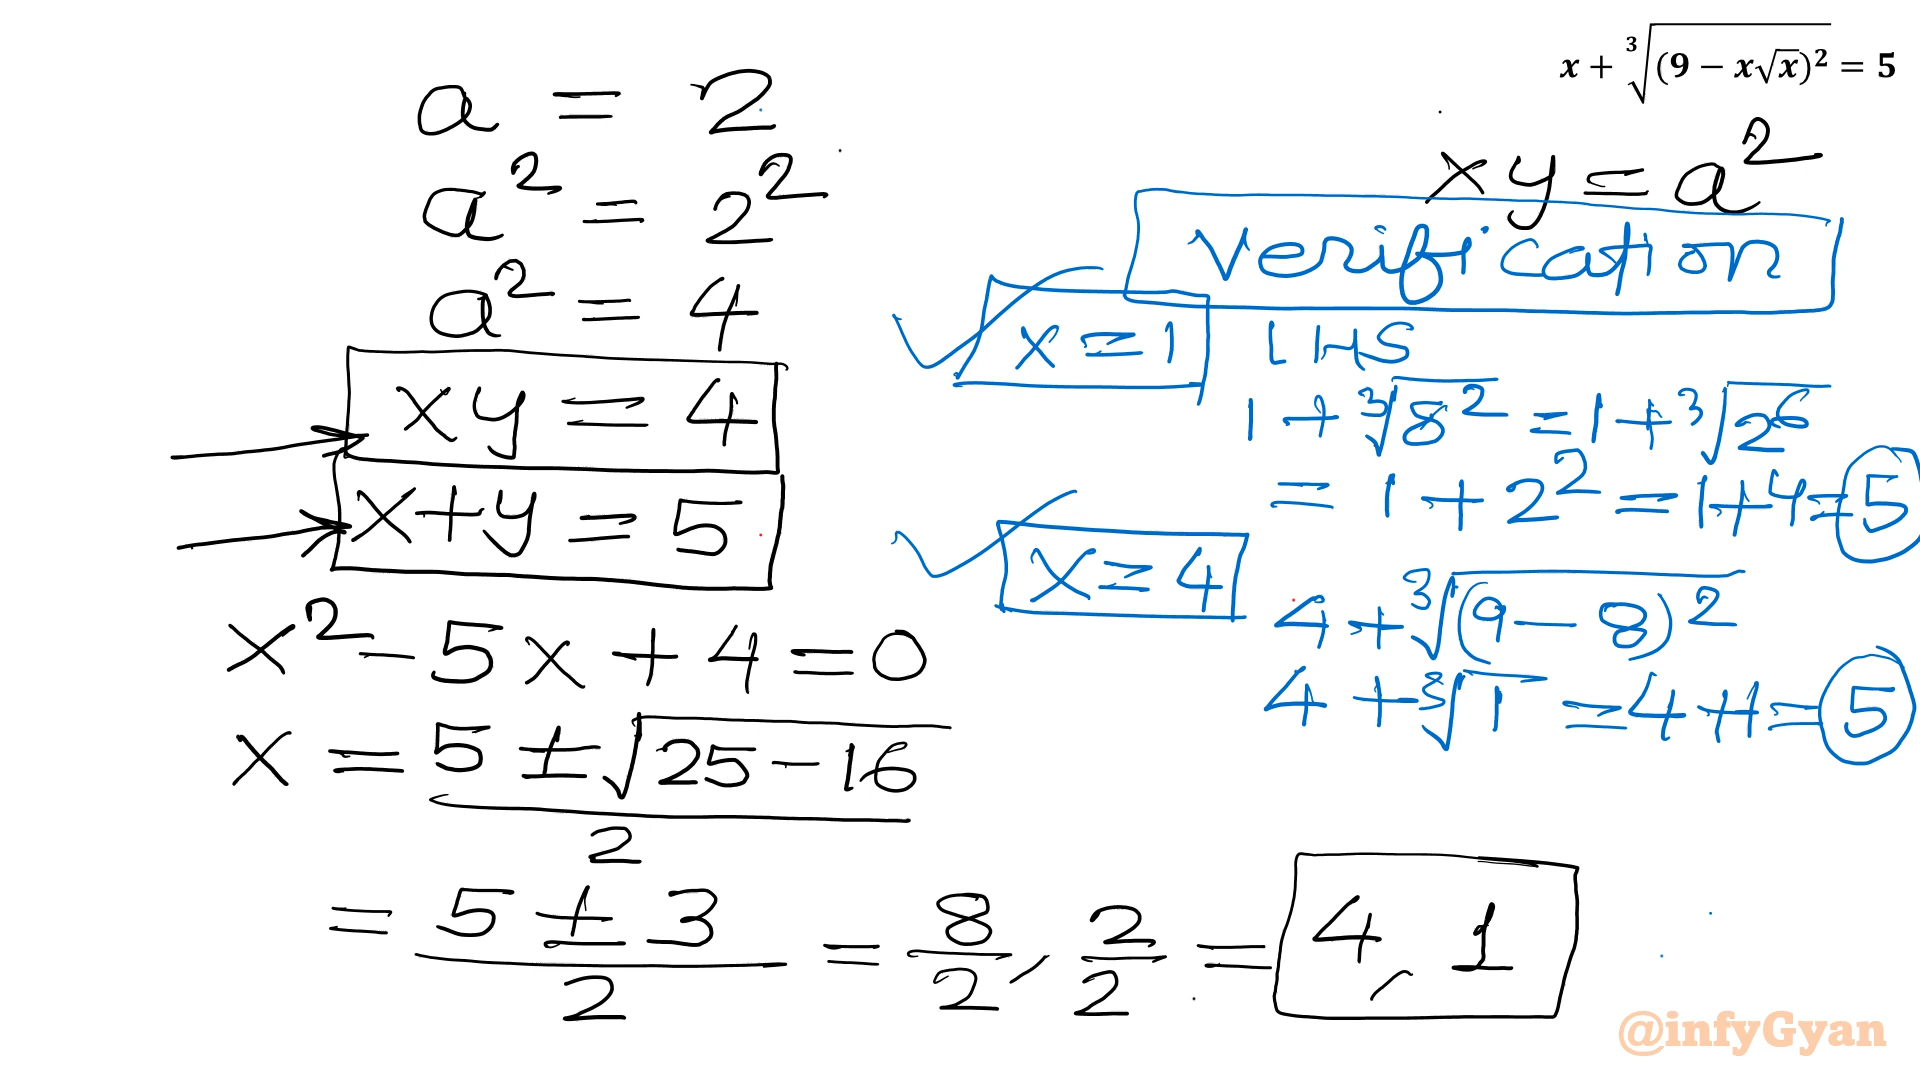 x + ∛(9 − x√x)² = 5
a = 2
a² = 2²
a² = 4
xy = 4
x+y = 5
x² − 5x + 4 = 0
x = (5 ± √(25 − 16))/2
= (5 ± 3)/2 = 8/2, 2/2 = 4, 1
xy = a²
Verification
x = 1 LHS
1 + ∛8² = 1 + ∛2⁶
= 1 + 2² = 1+4 = 5
x = 4
4 + ∛(9 − 8)²
4 + ∛1 = 4+1 = 5
@infyGyan